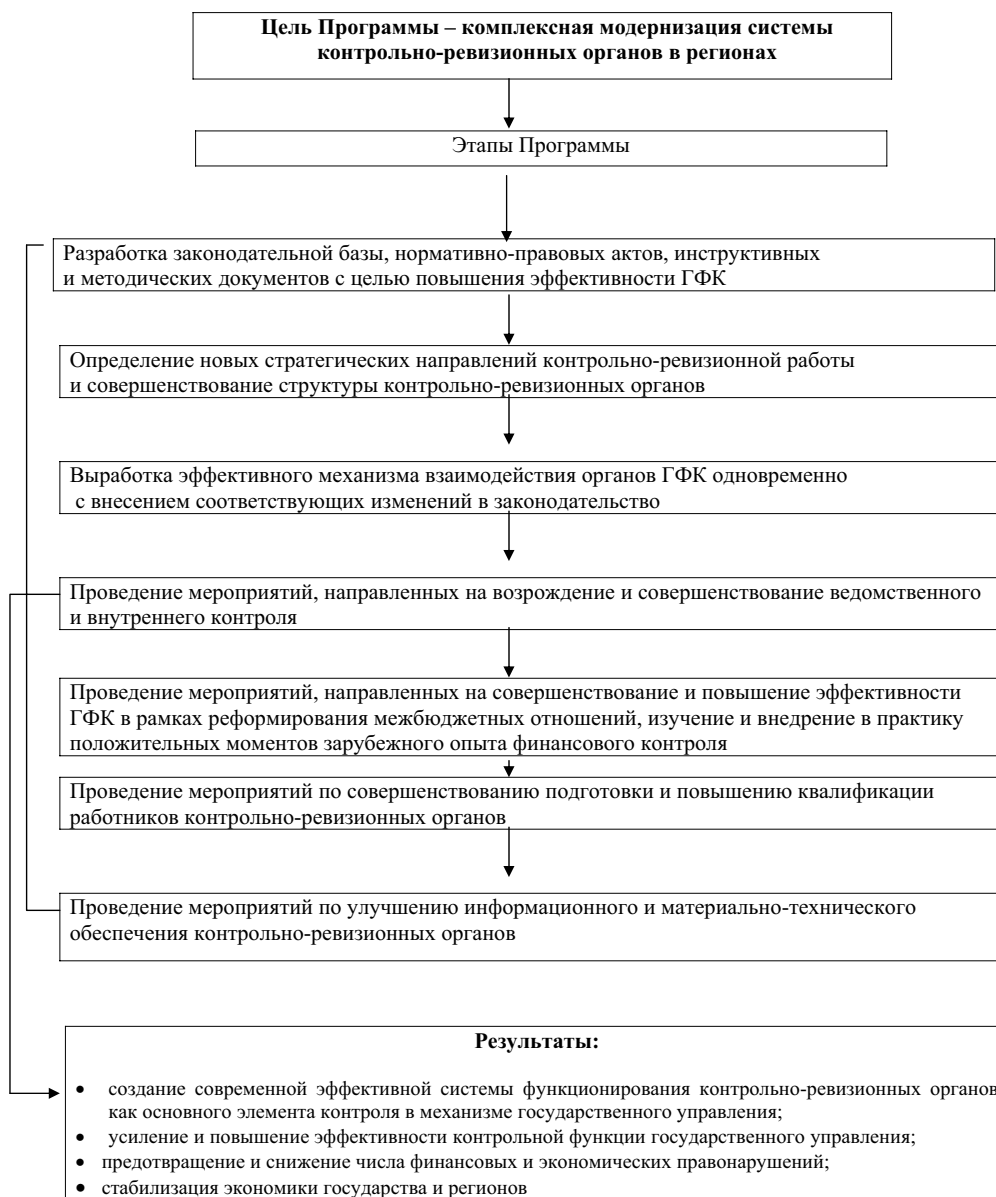 Цель Программы – комплексная модернизация системы
контрольно-ревизионных органов в регионах
Этапы Программы
Разработка законодательной базы, нормативно-правовых актов, инструктивных
и методических документов с целью повышения эффективности ГФК
Определение новых стратегических направлений контрольно-ревизионной работы
и совершенствование структуры контрольно-ревизионных органов
Выработка эффективного механизма взаимодействия органов ГФК одновременно
с внесением соответствующих изменений в законодательство
Проведение мероприятий, направленных на возрождение и совершенствование ведомственного
и внутреннего контроля
Проведение мероприятий, направленных на совершенствование и повышение эффективности
ГФК в рамках реформирования межбюджетных отношений, изучение и внедрение в практику
положительных моментов зарубежного опыта финансового контроля
Проведение мероприятий по совершенствованию подготовки и повышению квалификации
работников контрольно-ревизионных органов
Проведение мероприятий по улучшению информационного и материально-технического
обеспечения контрольно-ревизионных органов
Результаты:
• создание современной эффективной системы функционирования контрольно-ревизионных органов
как основного элемента контроля в механизме государственного управления;
• усиление и повышение эффективности контрольной функции государственного управления;
• предотвращение и снижение числа финансовых и экономических правонарушений;
• стабилизация экономики государства и регионов